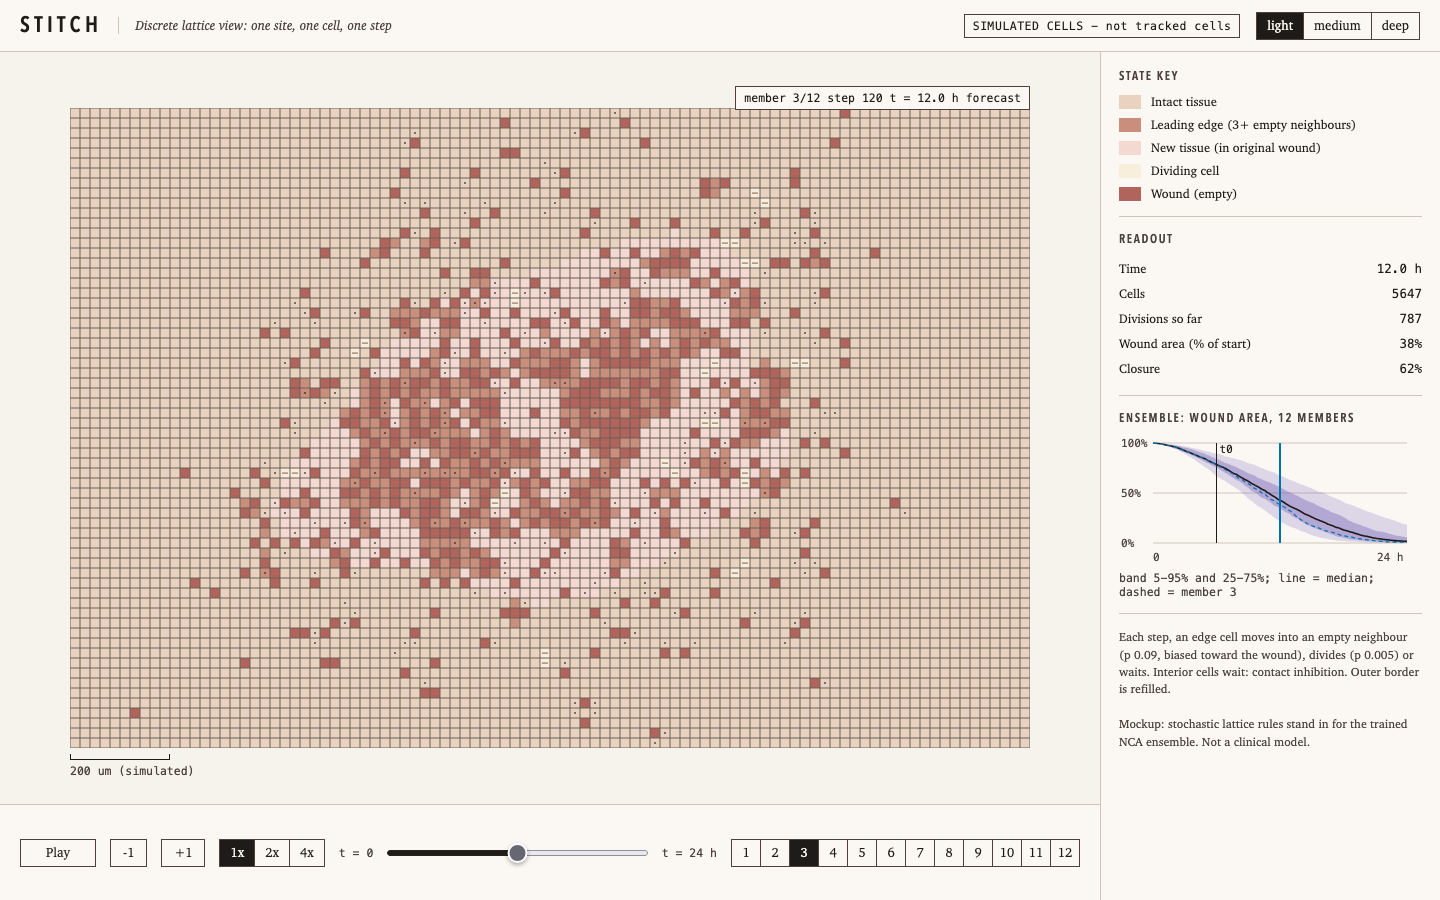 STITCH
Discrete lattice view: one site, one cell, one step
SIMULATED CELLS — not tracked cells
light medium deep
member 3/12 step 120 t = 12.0 h forecast
200 um (simulated)
STATE KEY
Intact tissue
Leading edge (3+ empty neighbours)
New tissue (in original wound)
Dividing cell
Wound (empty)
READOUT
Time 12.0 h
Cells 5647
Divisions so far 787
Wound area (% of start) 38%
Closure 62%
ENSEMBLE: WOUND AREA, 12 MEMBERS
100%
t0
50%
0%
0 24 h
band 5–95% and 25–75%; line = median;
dashed = member 3
Each step, an edge cell moves into an empty neighbour
(p 0.09, biased toward the wound), divides (p 0.005) or
waits. Interior cells wait: contact inhibition. Outer border
is refilled.
Mockup: stochastic lattice rules stand in for the trained
NCA ensemble. Not a clinical model.
Play -1 +1 1x 2x 4x t = 0 t = 24 h 1 2 3 4 5 6 7 8 9 10 11 12